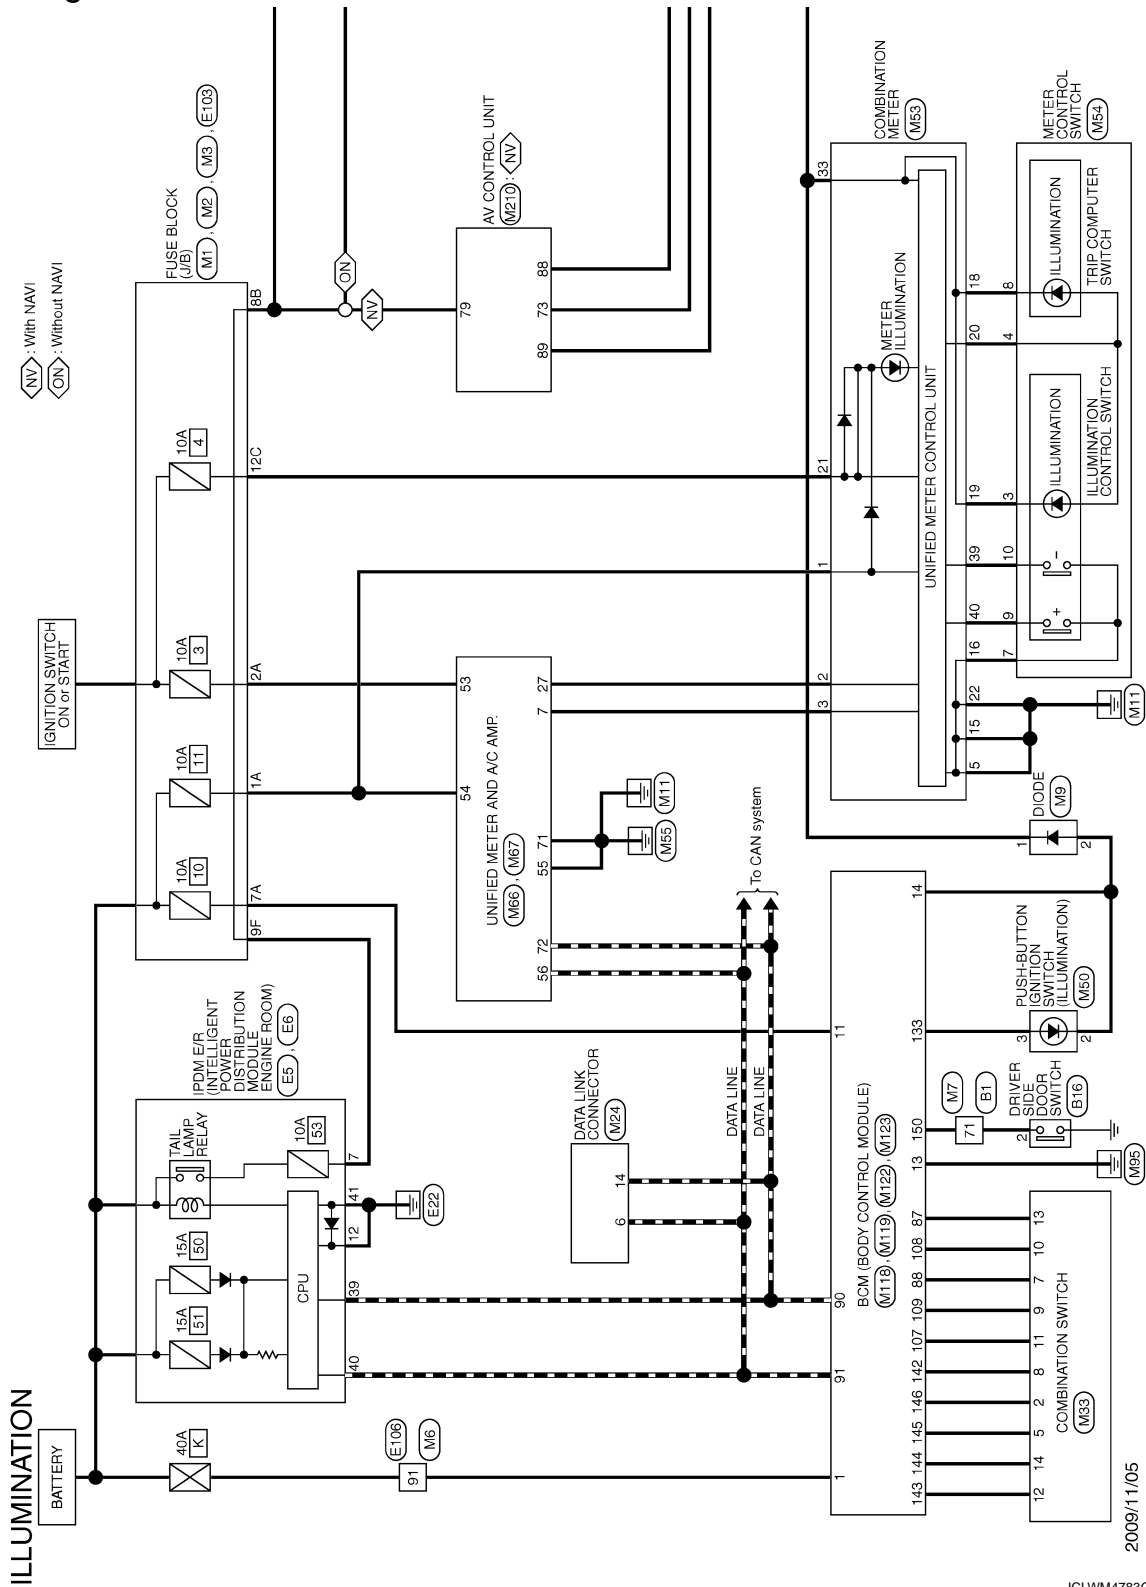 ILLUMINATION
BATTERY
IGNITION SWITCH
ON or START
NV : With NAVI
ON : Without NAVI
40A
K
15A
51
15A
50
TAIL
LAMP
RELAY
10A
53
CPU
IPDM E/R
(INTELLIGENT
POWER
DISTRIBUTION
MODULE
ENGINE ROOM)
E5 , E6
40
39
12
41
7
E22
10A
10
10A
11
10A
3
10A
4
FUSE BLOCK
(J/B)
M1 , M2 , M3 , E103
9F
7A
1A
2A
12C
8B
ON
NV
91
E106
M6
DATA LINK
CONNECTOR
M24
6
14
DATA LINE
DATA LINE
To CAN system
54
53
UNIFIED METER AND A/C AMP.
M66 , M67
56
72
55
71
7
27
M55
M11
79
AV CONTROL UNIT
M210 : NV
89
73
88
1
91
90
11
BCM (BODY CONTROL MODULE)
M118 , M119 , M122 , M123
143
144
145
146
142
107
109
88
108
87
13
150
133
14
12
14
5
2
8
11
9
7
10
13
COMBINATION SWITCH
M33
M95
71
M7
B1
2
DRIVER
SIDE
DOOR
SWITCH
B16
3
2
PUSH-BUTTON
IGNITION
SWITCH
(ILLUMINATION)
M50
1
2
DIODE
M9
3
2
1
21
33
COMBINATION
METER
M53
METER
ILLUMINATION
UNIFIED METER CONTROL UNIT
5
15
22
16
40
39
19
20
18
M11
7
9
10
3
4
8
+
-
ILLUMINATION
ILLUMINATION
CONTROL SWITCH
ILLUMINATION
TRIP COMPUTER
SWITCH
METER
CONTROL
SWITCH
M54
2009/11/05